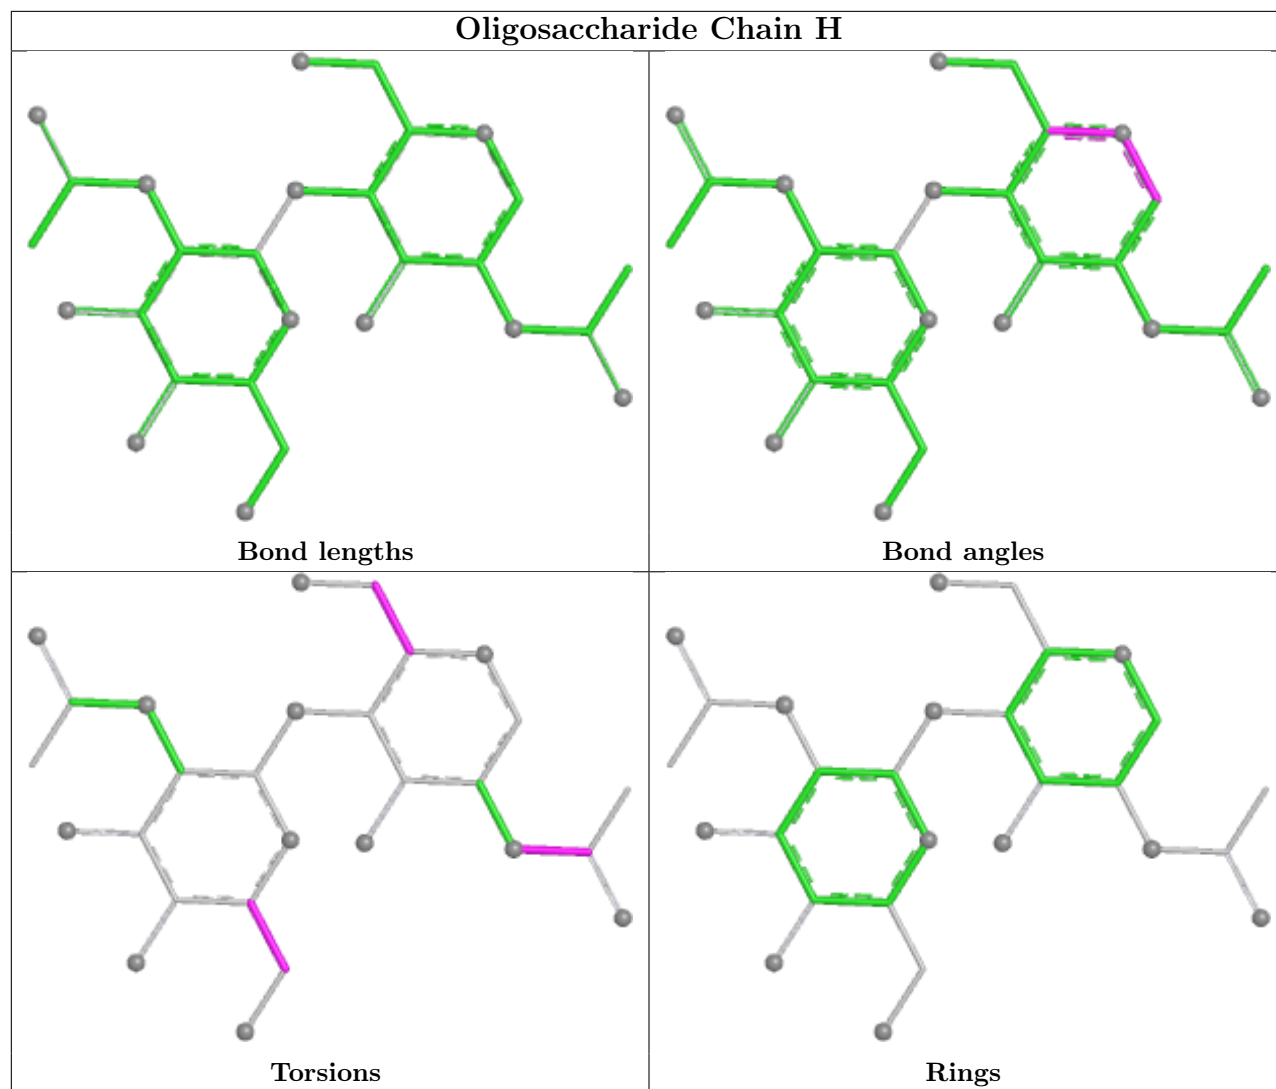 Oligosaccharide Chain H
Bond lengths
Bond angles
Torsions
Rings